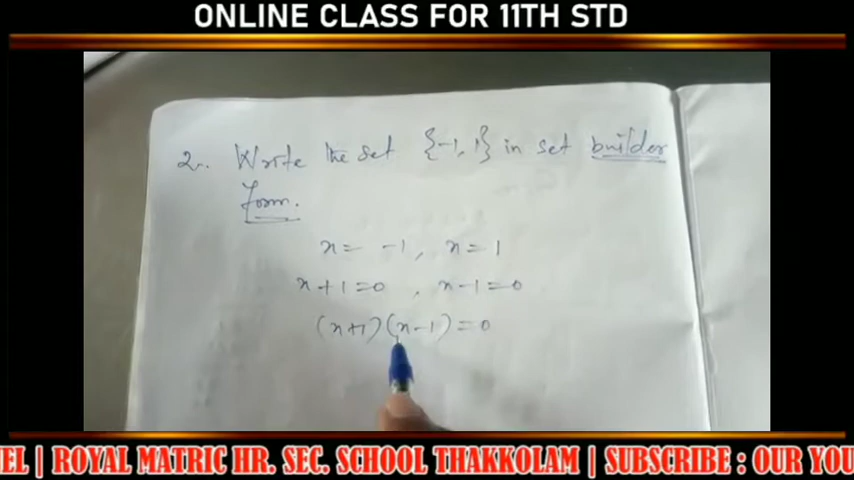 ONLINE CLASS FOR 11TH STD
2. Write the set {-1, 1} in set builder
form.
x = -1, x = 1
x+1=0, x-1=0
(x+1)(x-1)=0
EL | ROYAL MATRIC HR. SEC. SCHOOL THAKKOLAM | SUBSCRIBE : OUR YOU